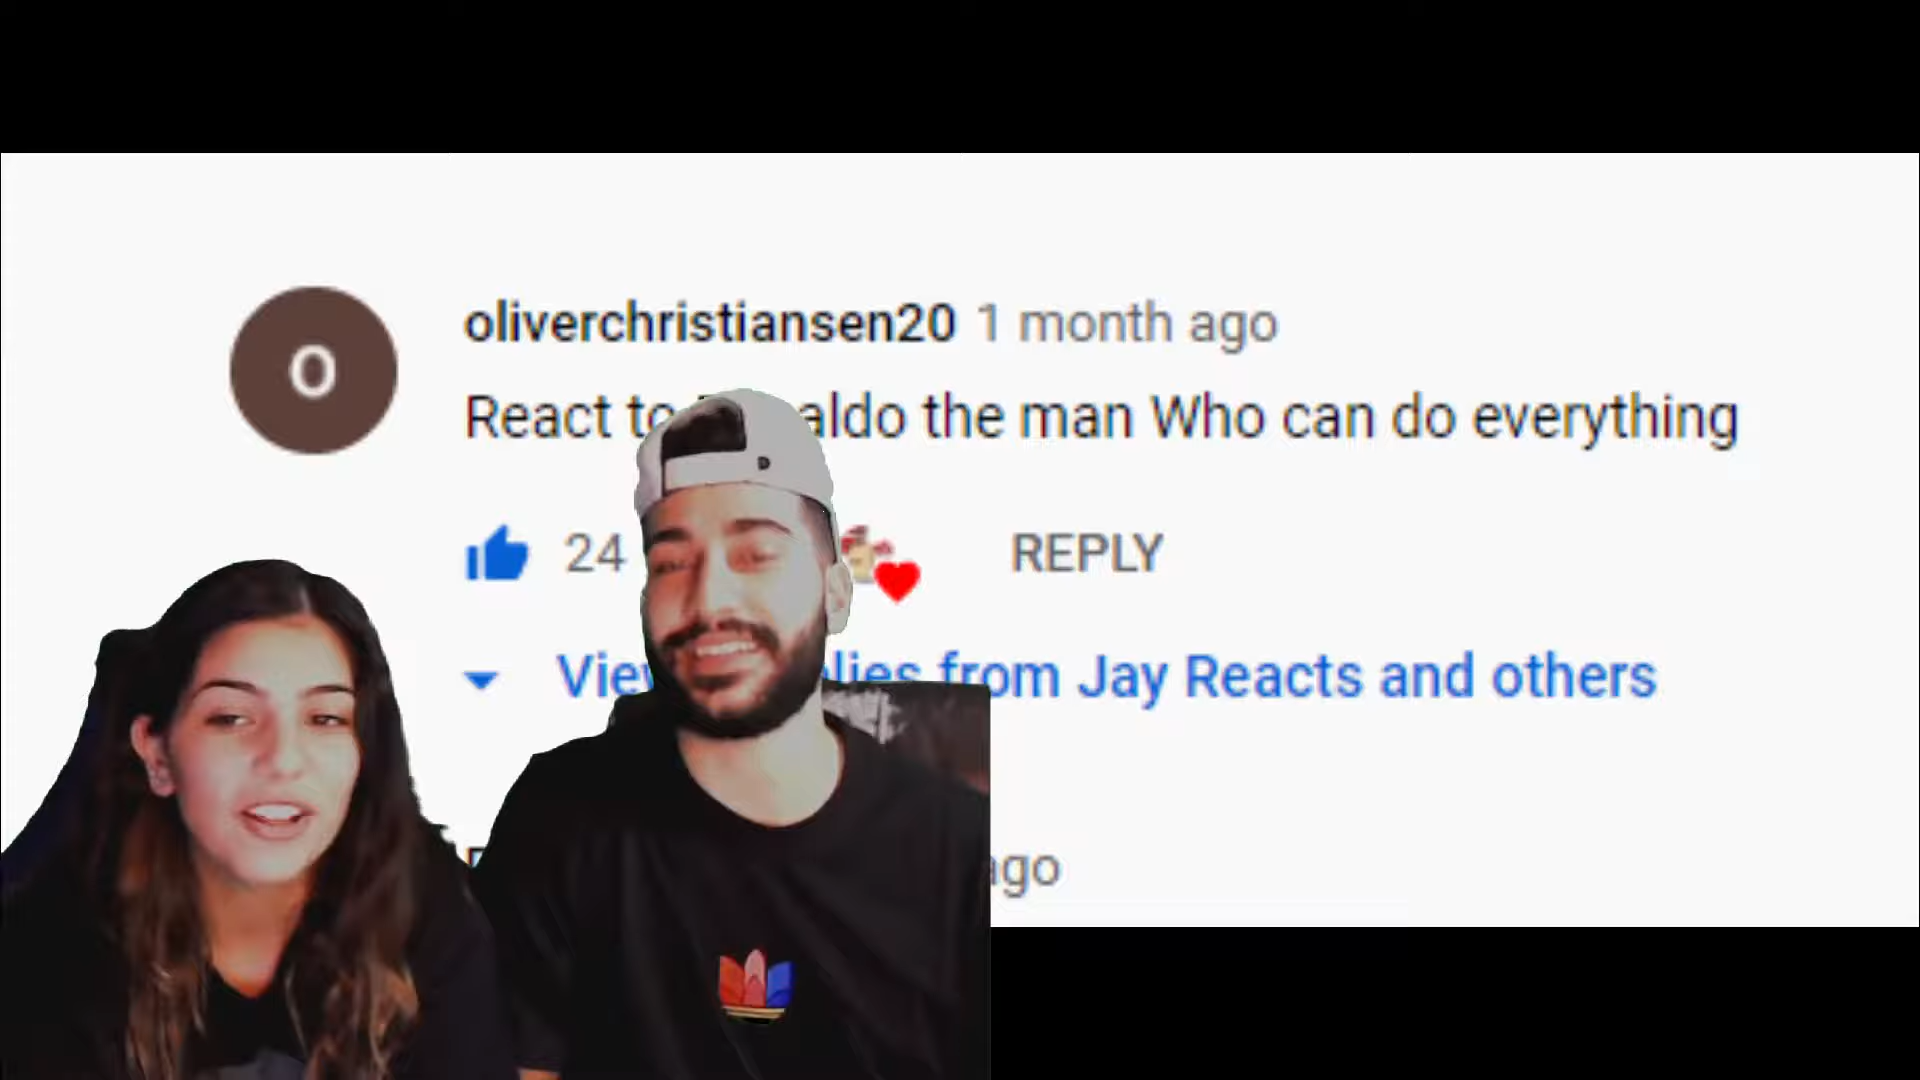 O
oliverchristiansen20 1 month ago
React to the man Who can do everything
24
REPLY
from Jay Reacts and others
ago